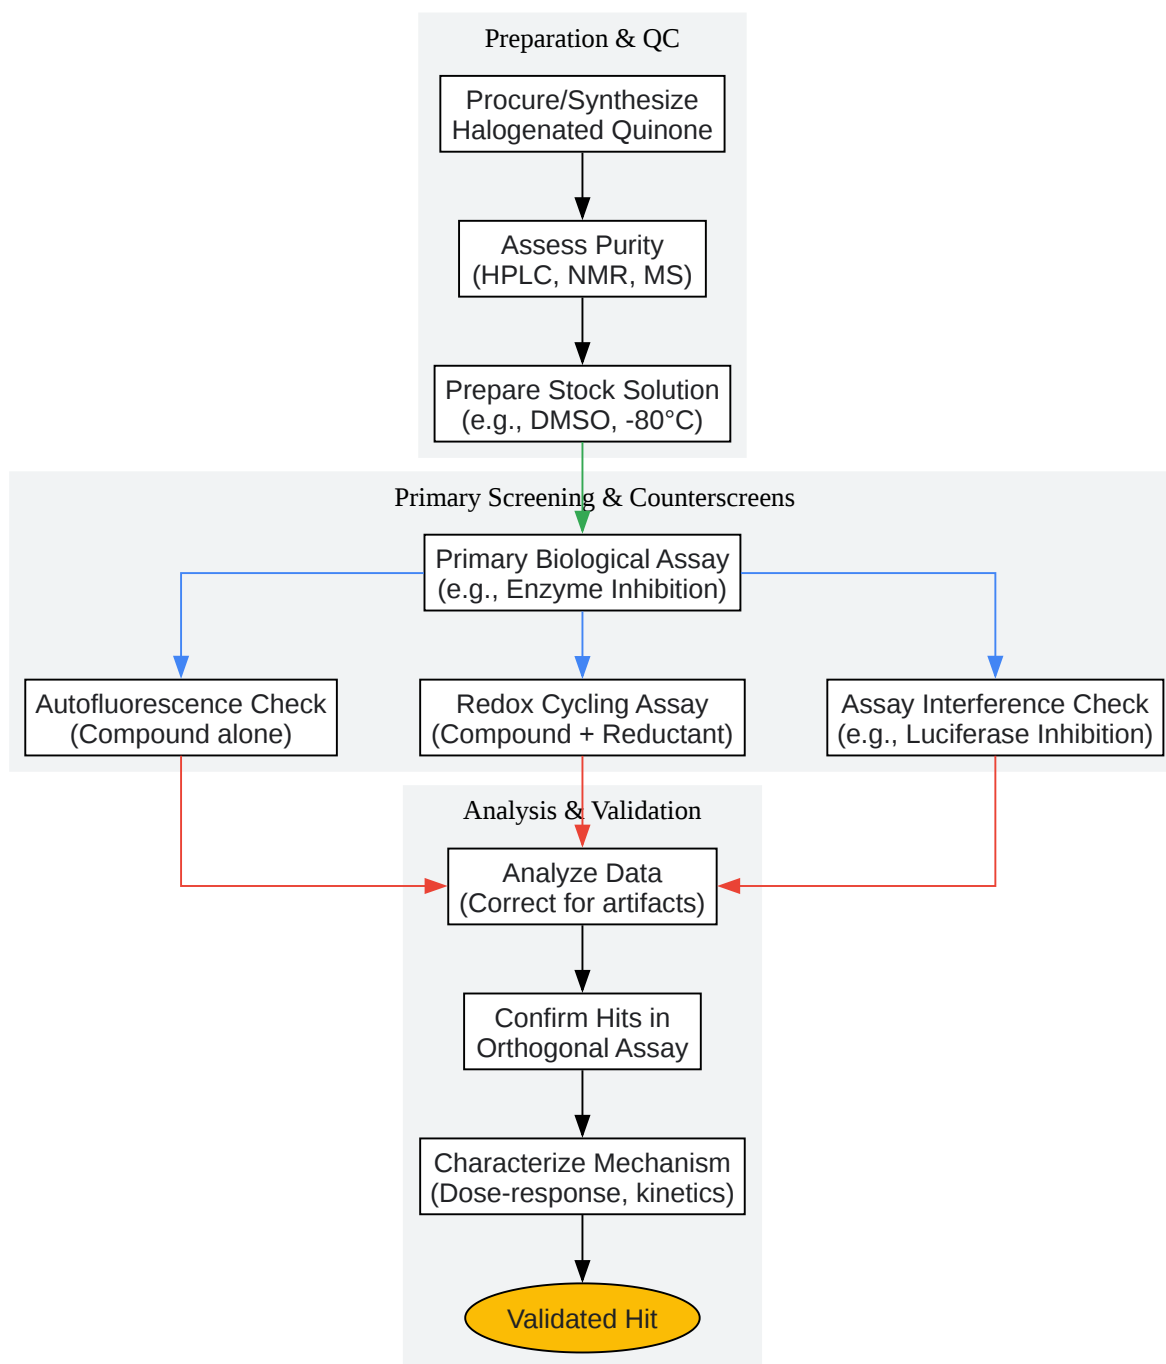 Preparation & QC
Procure/Synthesize
Halogenated Quinone
Assess Purity
(HPLC, NMR, MS)
Prepare Stock Solution
(e.g., DMSO, -80°C)
Primary Screening & Counterscreens
Primary Biological Assay
(e.g., Enzyme Inhibition)
Autofluorescence Check
(Compound alone)
Redox Cycling Assay
(Compound + Reductant)
Assay Interference Check
(e.g., Luciferase Inhibition)
Analysis & Validation
Analyze Data
(Correct for artifacts)
Confirm Hits in
Orthogonal Assay
Characterize Mechanism
(Dose-response, kinetics)
Validated Hit